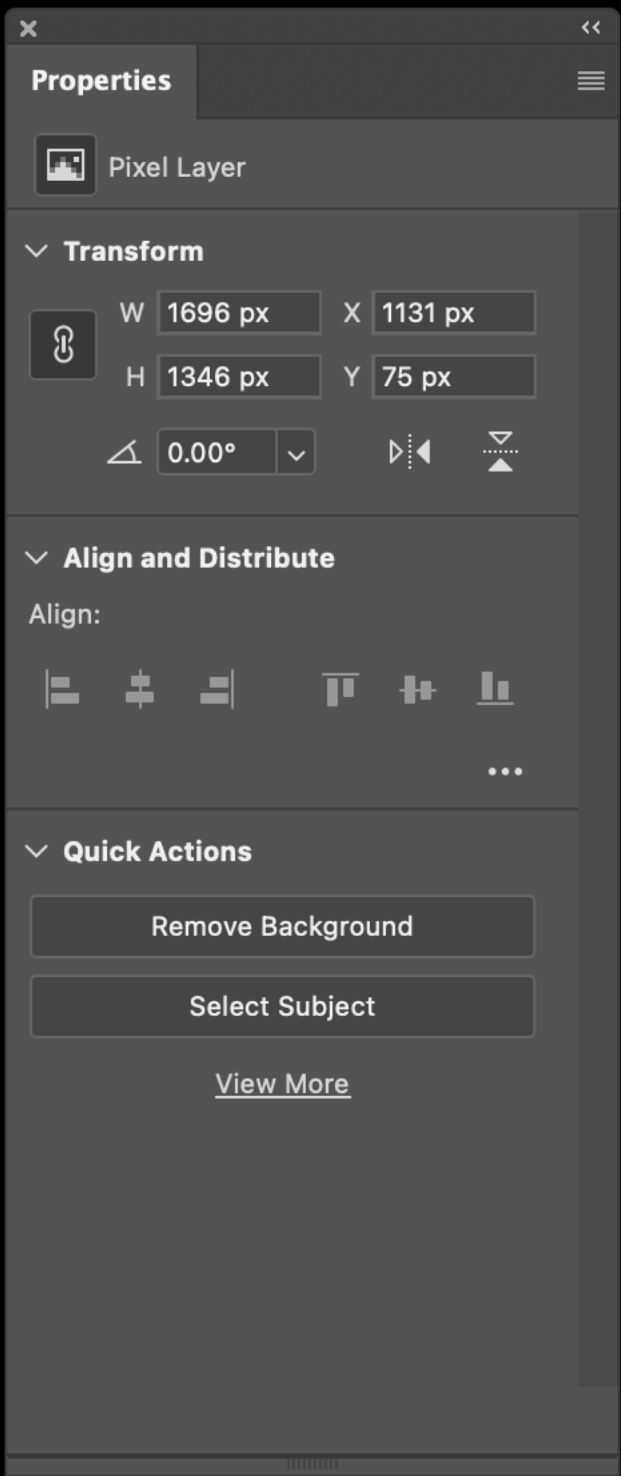 Properties
Pixel Layer
Transform
W 1696 px X 1131 px
H 1346 px Y 75 px
0.00°
Align and Distribute
Align:
Quick Actions
Remove Background
Select Subject
View More